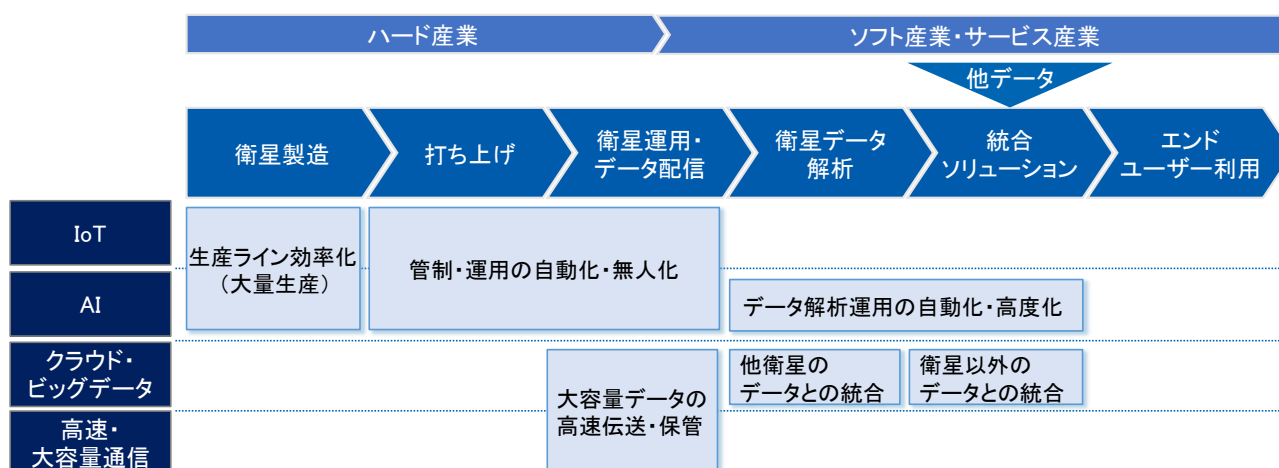 ハード産業
ソフト産業・サービス産業
他データ
衛星製造
打ち上げ
衛星運用・
データ配信
衛星データ
解析
統合
ソリューション
エンド
ユーザー利用
IoT
生産ライン効率化
(大量生産)
管制・運用の自動化・無人化
AI
データ解析運用の自動化・高度化
クラウド・
ビッグデータ
大容量データの
高速伝送・保管
他衛星の
データとの統合
衛星以外の
データとの統合
高速・
大容量通信